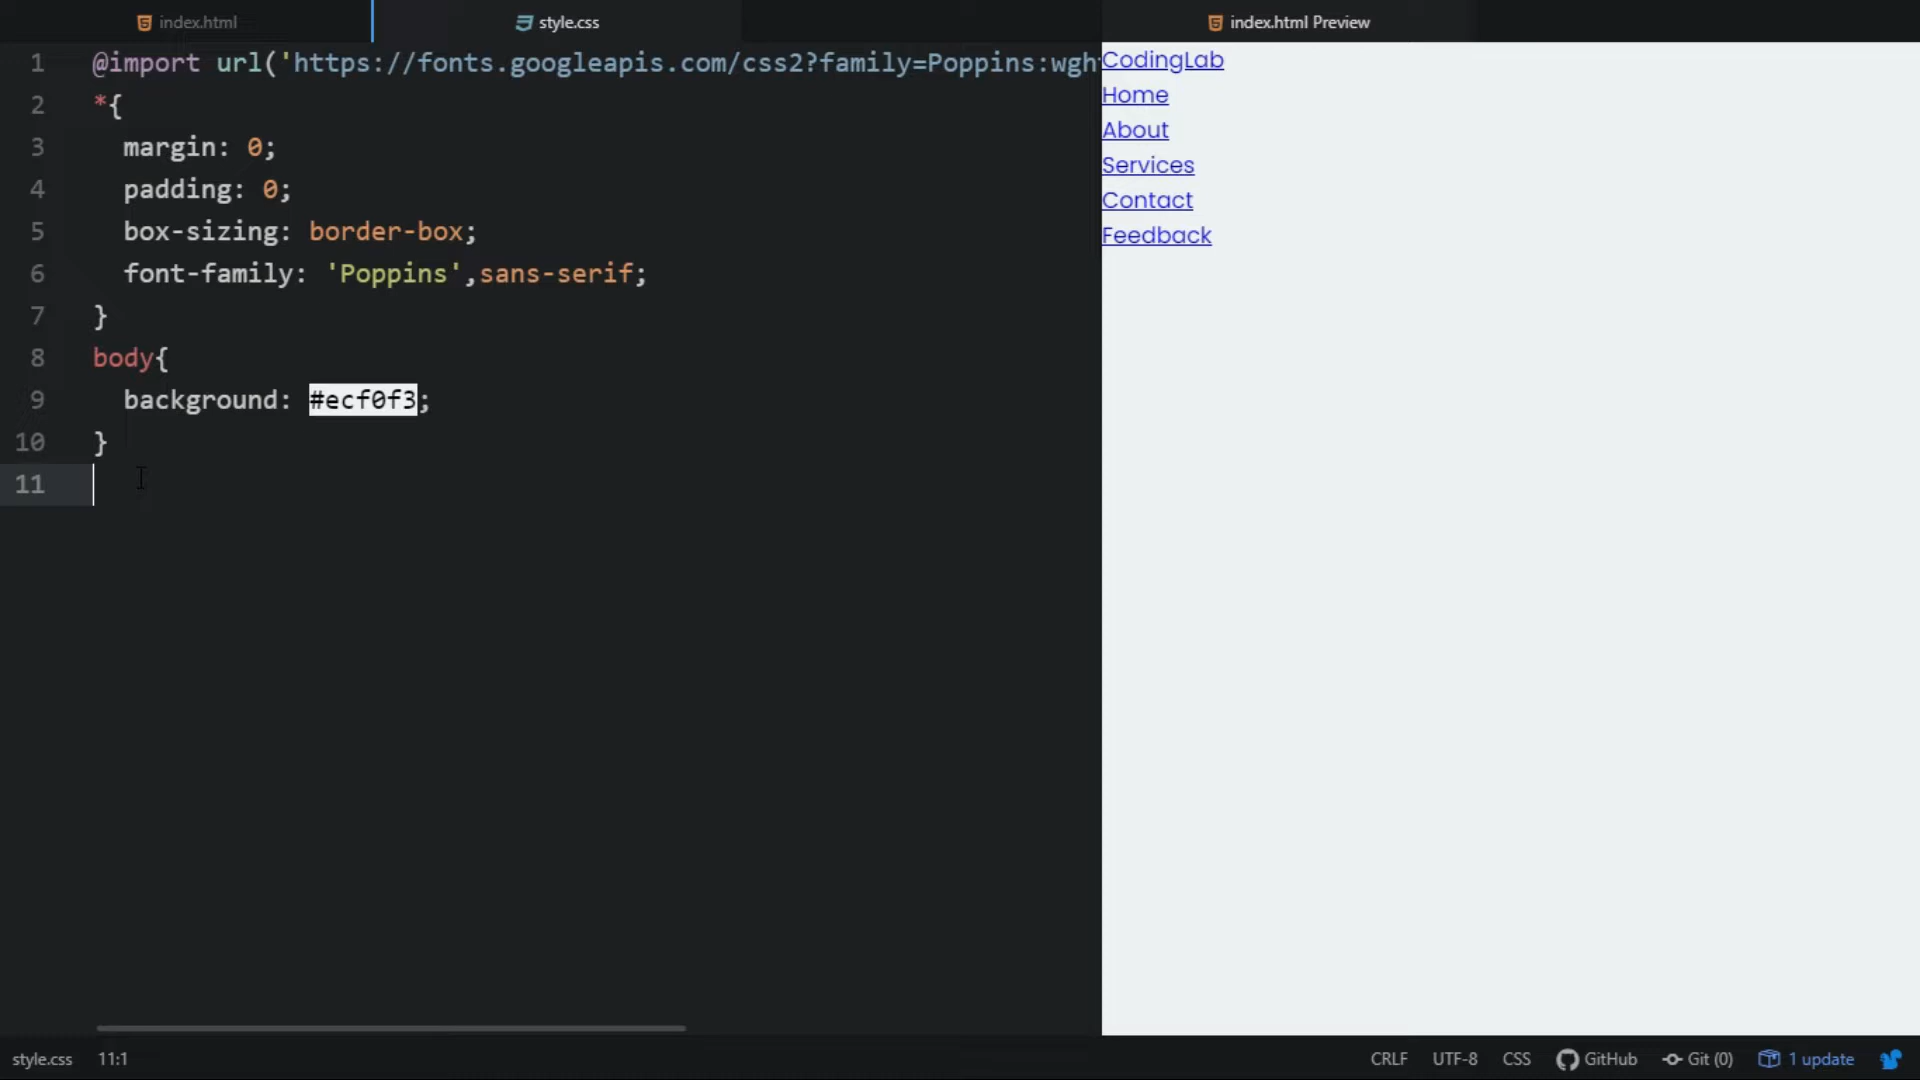 index.html
style.css
index.html Preview
1 @import url('https://fonts.googleapis.com/css2?family=Poppins:wgh
2 *{
3 margin: 0;
4 padding: 0;
5 box-sizing: border-box;
6 font-family: 'Poppins',sans-serif;
7 }
8 body{
9 background: #ecf0f3;
10 }
11
CodingLab
Home
About
Services
Contact
Feedback
style.css 11:1 CRLF UTF-8 CSS GitHub Git (0) 1 update